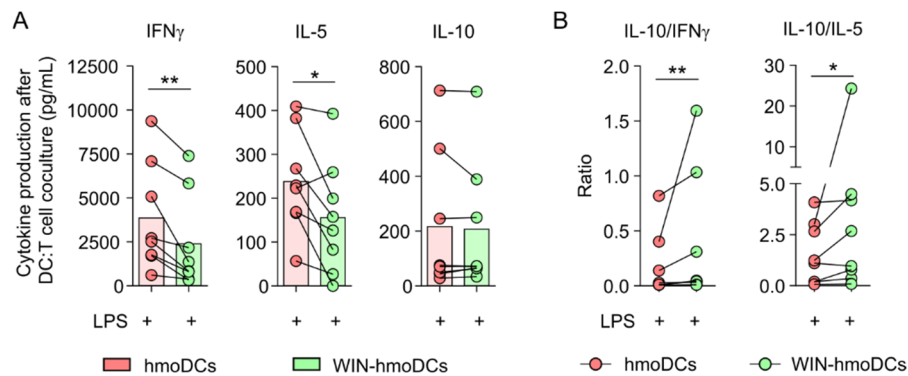 A
B
IFNγ
IL-5
IL-10
IL-10/IFNγ
IL-10/IL-5
Cytokine production after
DC:T cell coculture (pg/mL)
12500
10000
7500
5000
2500
0
**
500
400
300
200
100
0
*
800
600
400
200
0
Ratio
2.0
1.5
1.0
0.5
0.0
**
30
20
10
5.0
2.5
0.0
*
LPS + + + + + + + + + +
hmoDCs WIN-hmoDCs hmoDCs WIN-hmoDCs